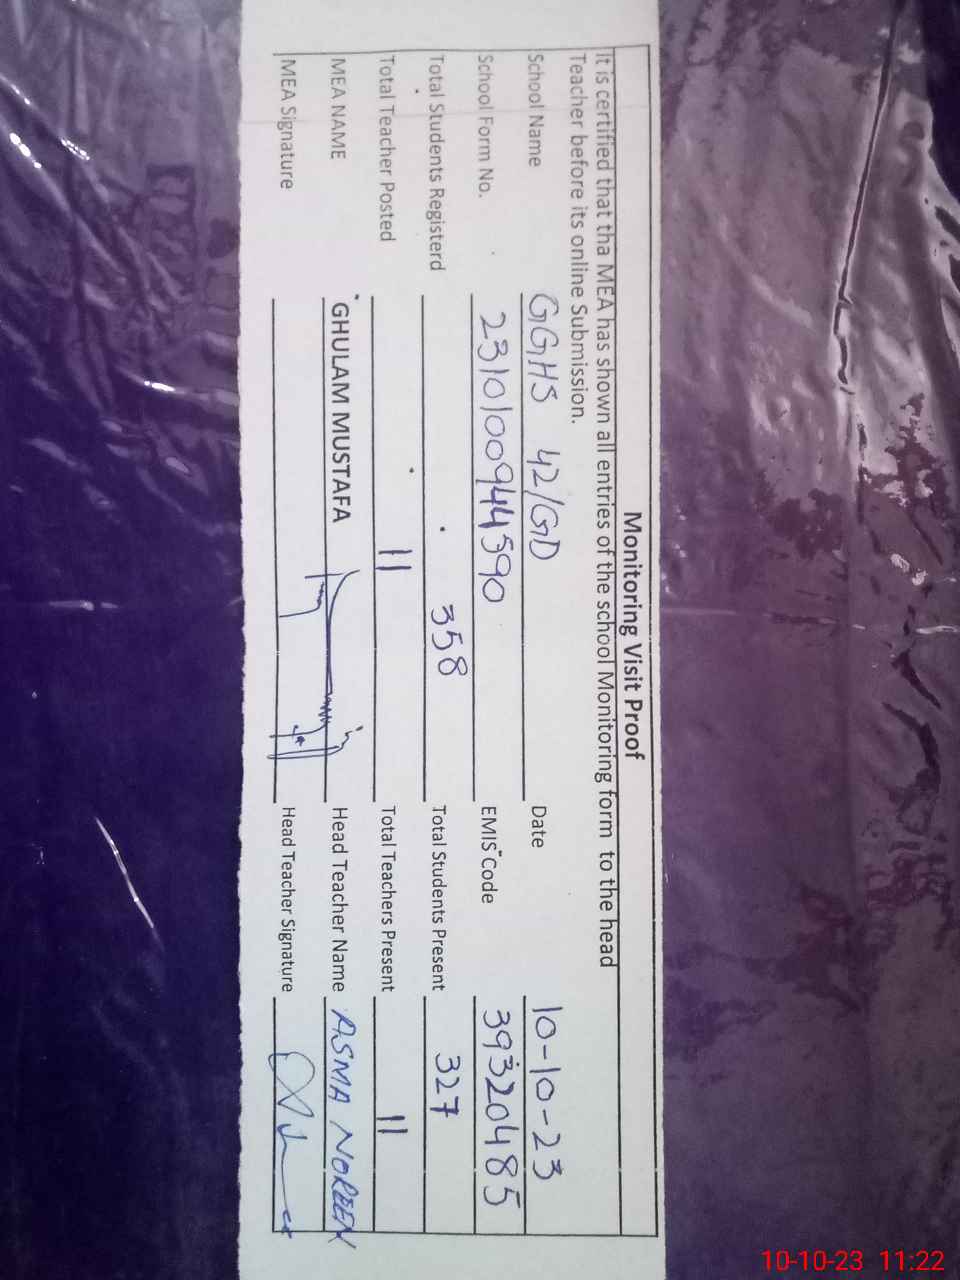 Monitoring Visit Proof
It is certified that tha MEA has shown all entries of the school Monitoring form to the head
Teacher before its online Submission.
School Name GGHS 42/GD Date 10-10-23
School Form No. 2310100944590 EMIS Code 39320485
Total Students Registerd 358 Total Students Present 327
Total Teacher Posted 11 Total Teachers Present 11
MEA NAME GHULAM MUSTAFA Head Teacher Name ASMA NOREEN
MEA Signature Head Teacher Signature
10-10-23 11:22